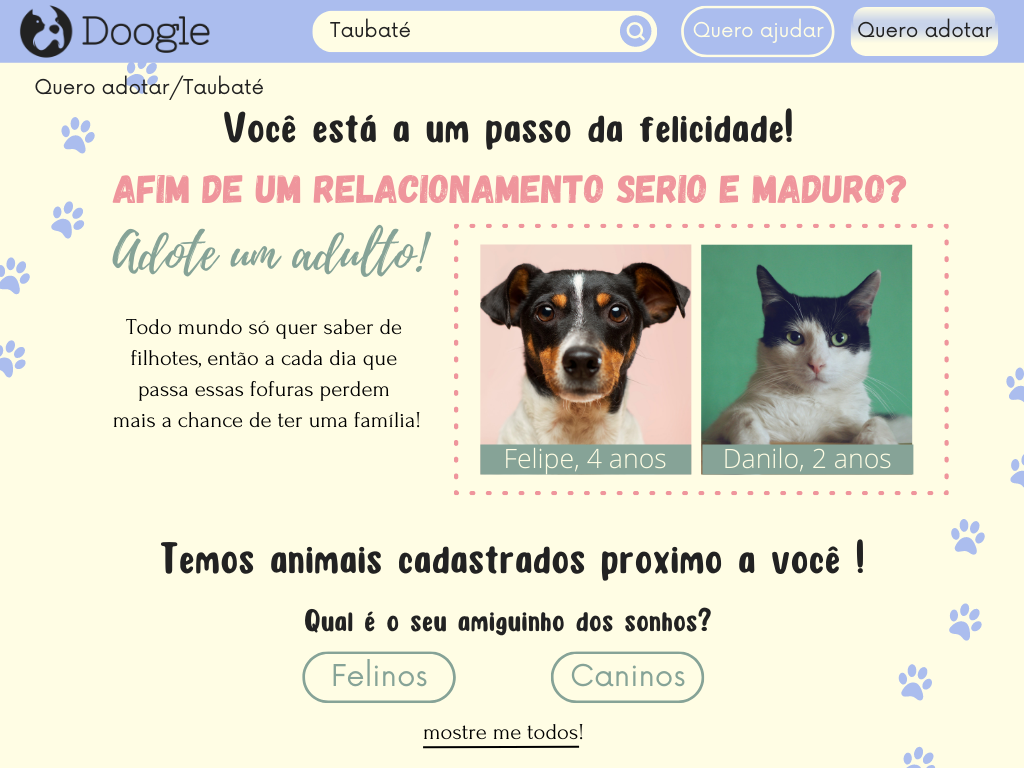 Doogle
Taubaté
Quero ajudar
Quero adotar
Quero adotar/Taubaté
Você está a um passo da felicidade!
AFIM DE UM RELACIONAMENTO SERIO E MADURO?
Adote um adulto!
Todo mundo só quer saber de
filhotes, então a cada dia que
passa essas fofuras perdem
mais a chance de ter uma família!
Felipe, 4 anos
Danilo, 2 anos
Temos animais cadastrados proximo a você !
Qual é o seu amiguinho dos sonhos?
Felinos
Caninos
mostre me todos!